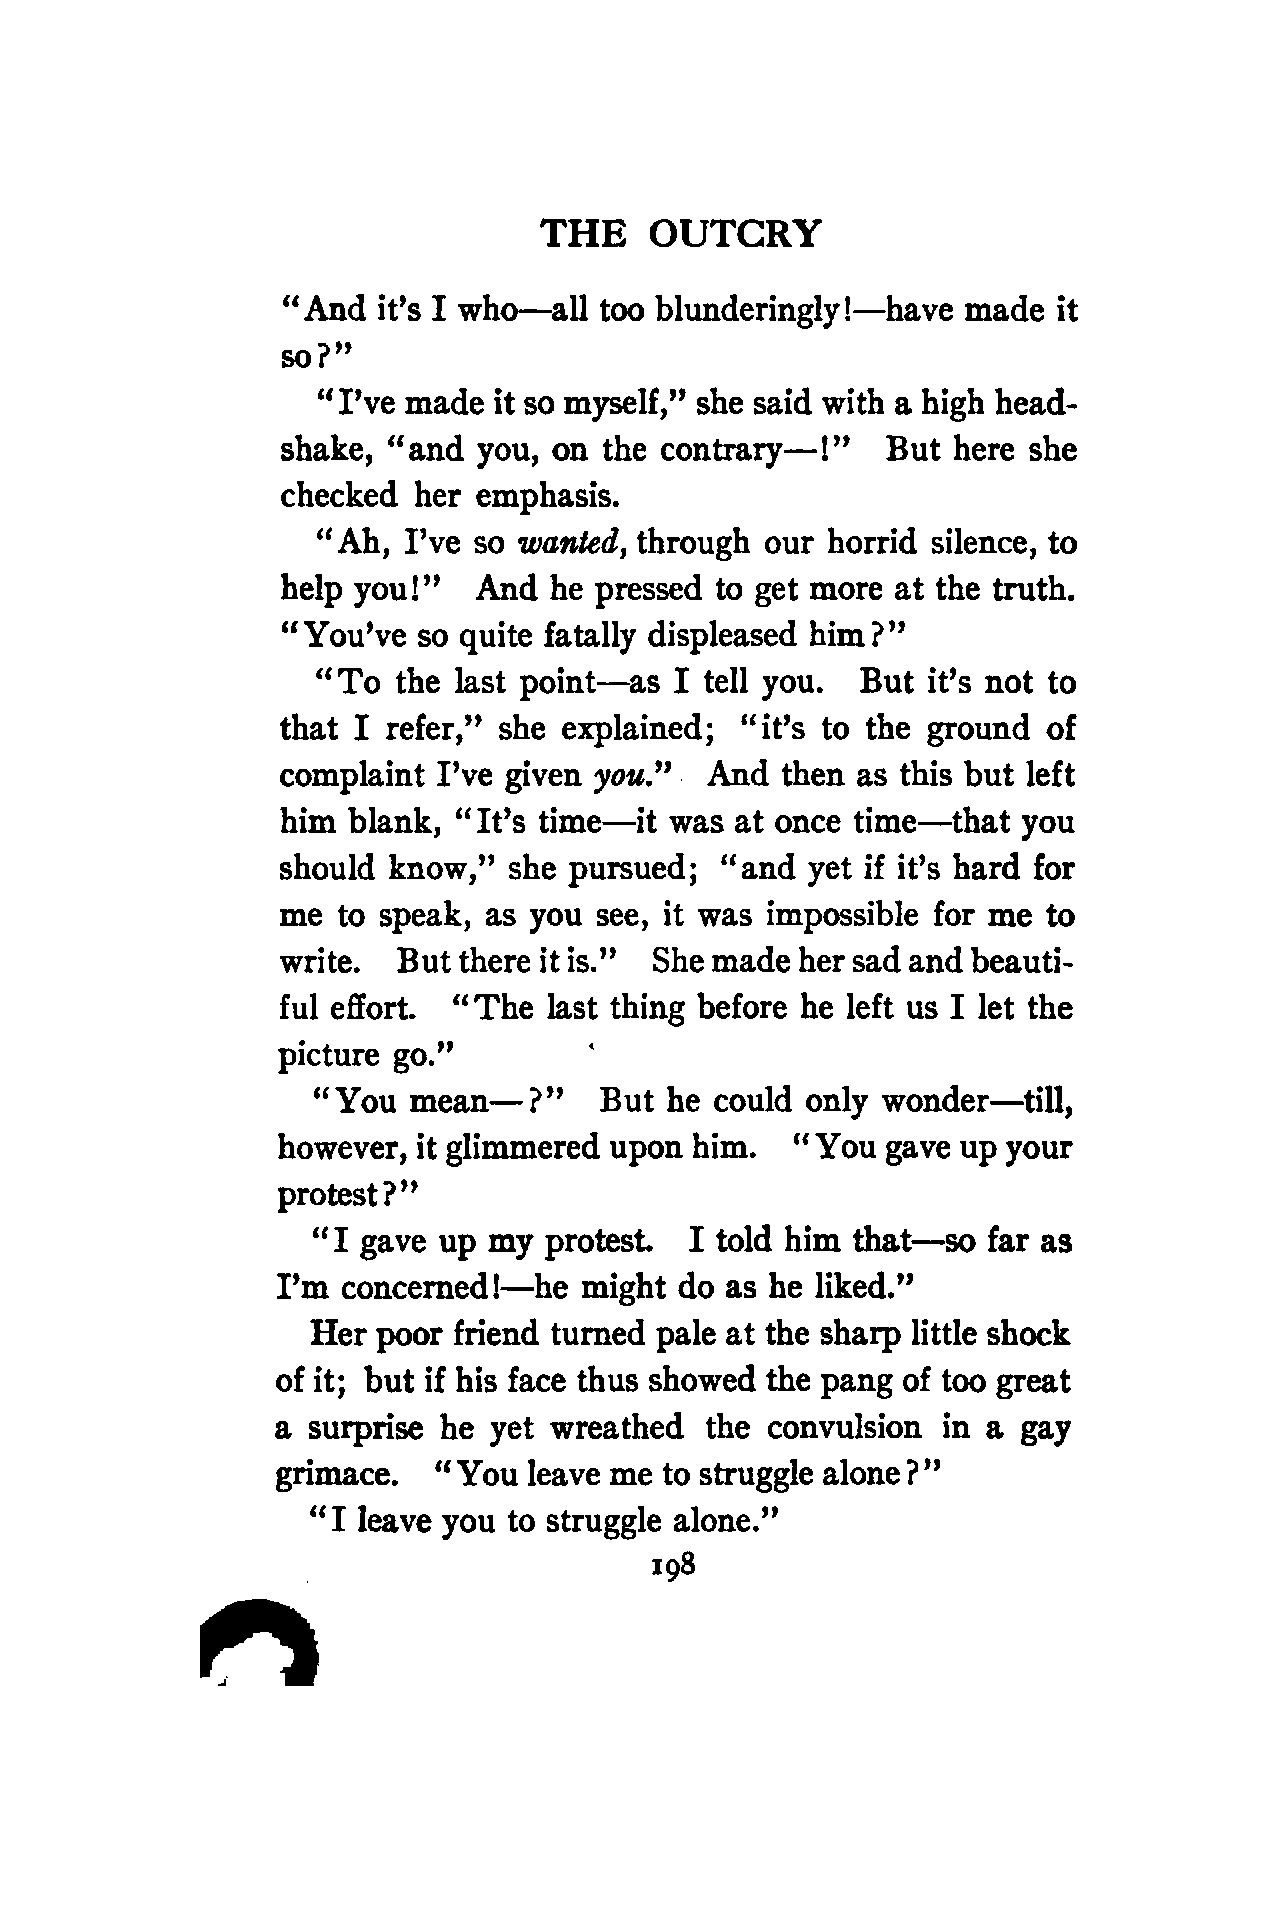 THE OUTCRY
“And it’s I who—all too blunderingly!—have made it
so?”
“I’ve made it so myself,” she said with a high head-
shake, “and you, on the contrary—!” But here she
checked her emphasis.
“Ah, I’ve so wanted, through our horrid silence, to
help you!” And he pressed to get more at the truth.
“You’ve so quite fatally displeased him?”
“To the last point—as I tell you. But it’s not to
that I refer,” she explained; “it’s to the ground of
complaint I’ve given you.” And then as this but left
him blank, “It’s time—it was at once time—that you
should know,” she pursued; “and yet if it’s hard for
me to speak, as you see, it was impossible for me to
write. But there it is.” She made her sad and beauti-
ful effort. “The last thing before he left us I let the
picture go.”
“You mean—?” But he could only wonder—till,
however, it glimmered upon him. “You gave up your
protest?”
“I gave up my protest. I told him that—so far as
I’m concerned!—he might do as he liked.”
Her poor friend turned pale at the sharp little shock
of it; but if his face thus showed the pang of too great
a surprise he yet wreathed the convulsion in a gay
grimace. “You leave me to struggle alone?”
“I leave you to struggle alone.”
198